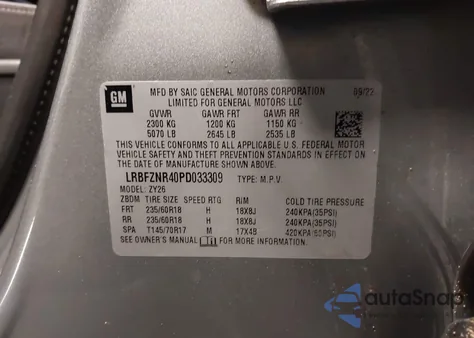 GM
MFD BY SAIC GENERAL MOTORS CORPORATION 09/22
LIMITED FOR GENERAL MOTORS LLC
GVWR GAWR FRT GAWR RR
2300 KG 1200 KG 1150 KG
5070 LB 2645 LB 2535 LB
THIS VEHICLE CONFORMS TO ALL APPLICABLE U.S. FEDERAL MOTOR
VEHICLE SAFETY AND THEFT PREVENTION STANDARDS IN EFFECT ON THE
DATE OF MANUFACTURE SHOWN ABOVE.
LRBFZNR40PD033309 TYPE: M.P.V.
MODEL: ZY26
ZBDM TIRE SIZE SPEED RTG RIM COLD TIRE PRESSURE
FRT 235/60R18 H 18X8J 240KPA(35PSI)
RR 235/60R18 H 18X8J 240KPA(35PSI)
SPA T145/70R17 M 17X4B 420KPA(60PSI)
SEE OWNER'S MANUAL FOR MORE INFORMATION.
autoSnap